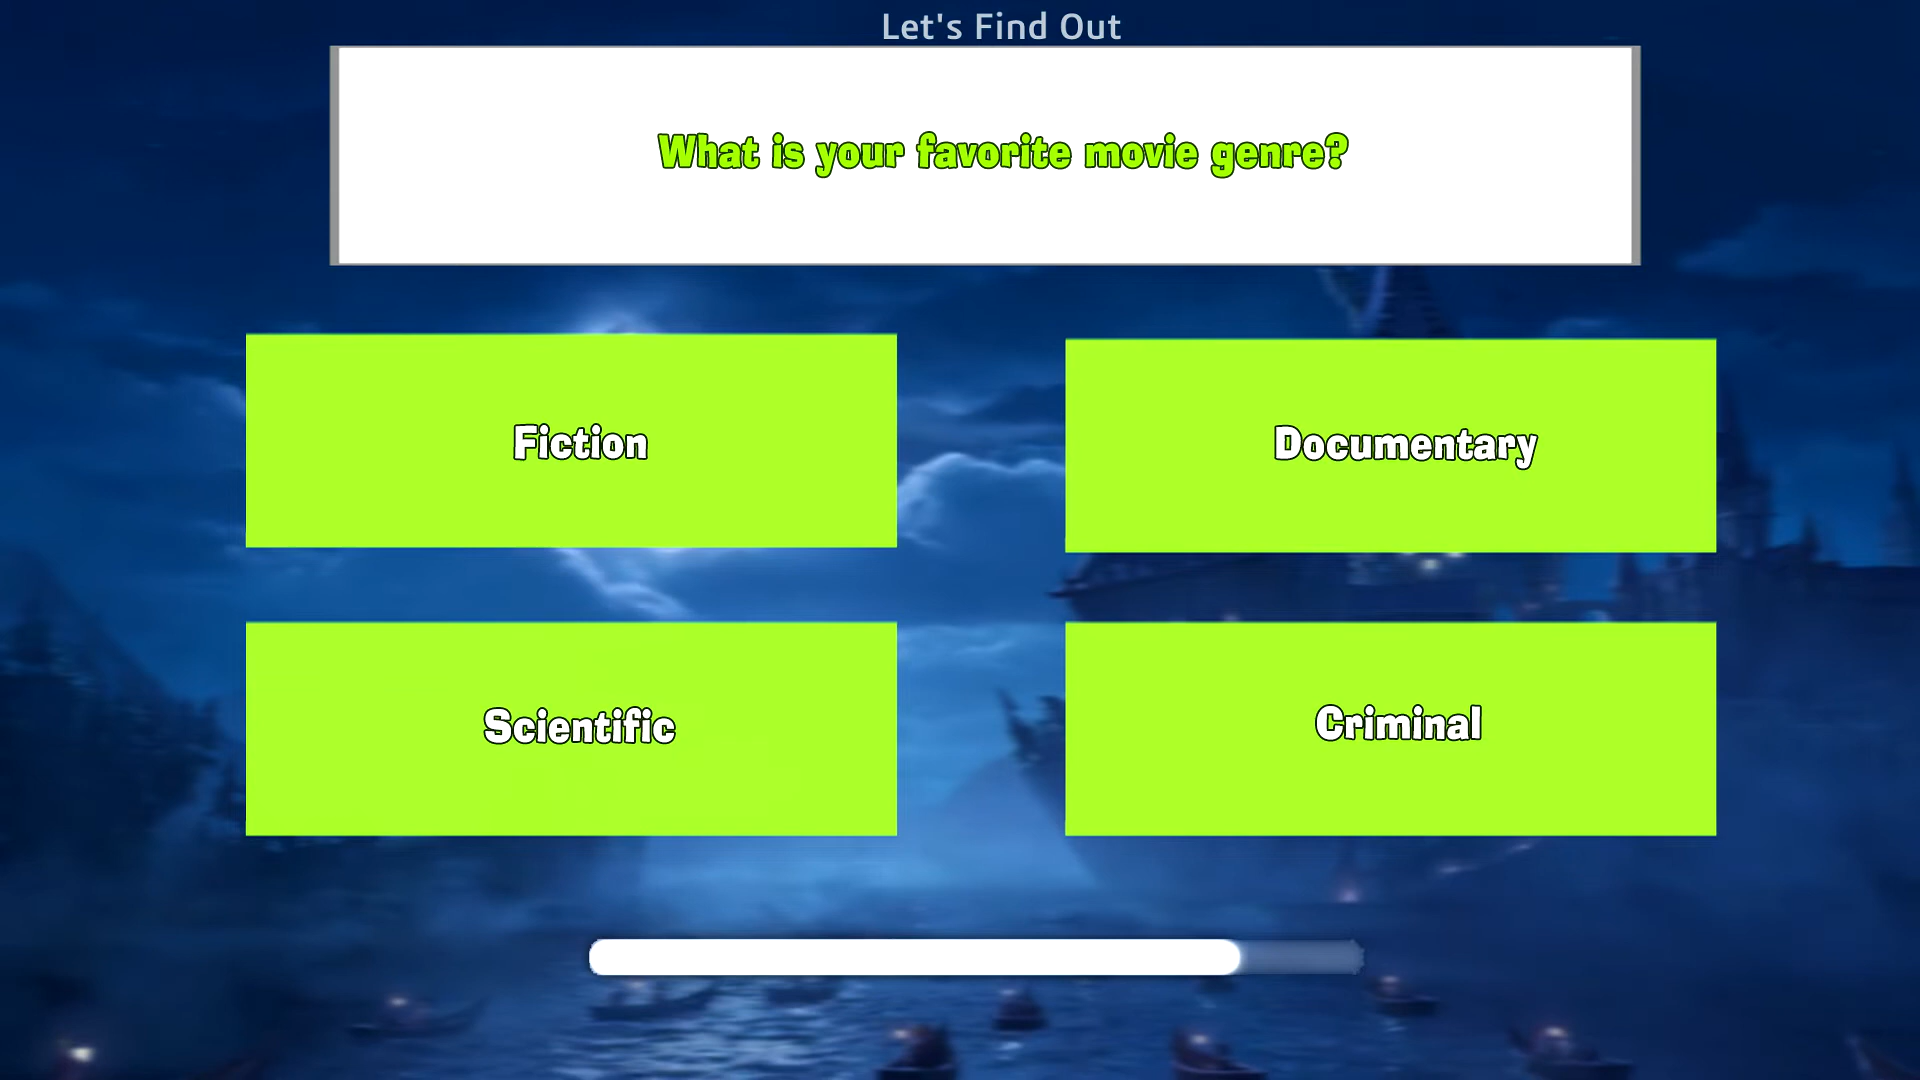 Let's Find Out
What is your favorite movie genre?
Fiction
Documentary
Scientific
Criminal